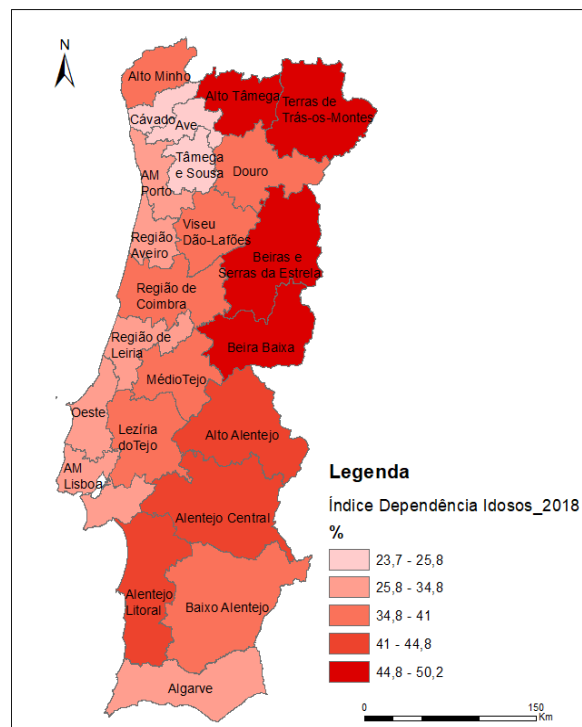 N
Alto Minho
Alto Tâmega
Terras de
Trás-os-Montes
Cávado
Ave
Tâmega
e Sousa
AM
Porto
Douro
Viseu
Dão-Lafões
Região
Aveiro
Beiras e
Serras da Estrela
Região de
Coimbra
Região de
Leiria
Beira Baixa
MédioTejo
Oeste
Lezíria
doTejo
Alto Alentejo
AM
Lisboa
Alentejo Central
Alentejo
Litoral
Baixo Alentejo
Algarve
Legenda
Índice Dependência Idosos_2018
%
23,7 - 25,8
25,8 - 34,8
34,8 - 41
41 - 44,8
44,8 - 50,2
0
150
Km